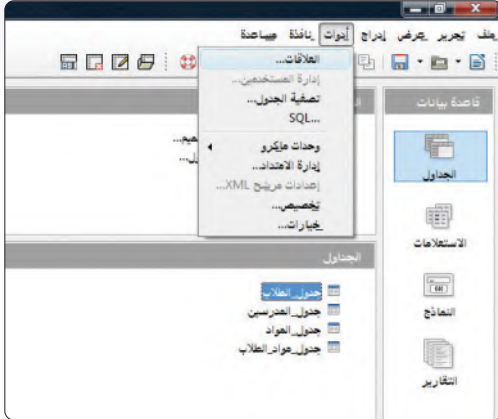 ملف تحرير عرض إدراج أدوات نافذة مساعدة
العلاقات...
إدارة المستخدمين...
تصفية الجدول...
SQL...
وحدات ماكرو
إدارة الامتداد...
إعدادات مرشح XML...
تخصيص...
خيارات...
قاعدة بيانات
الجداول
الاستعلامات
النماذج
التقارير
الجداول
جدول_الطلاب
جدول_المدرسين
جدول_المواد
جدول_مواد_الطلاب